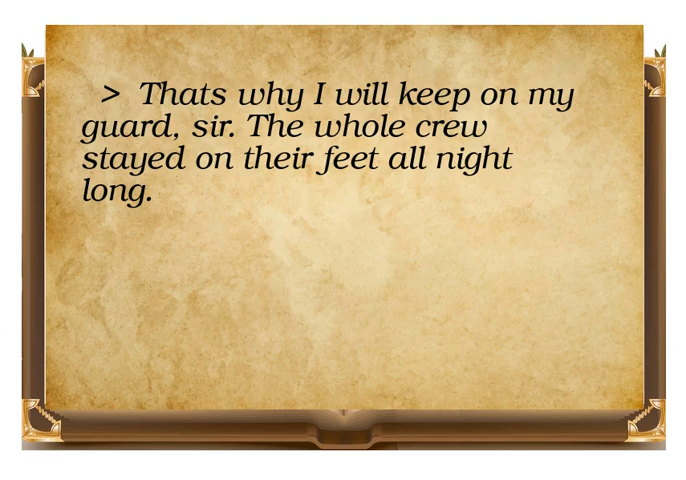 > Thats why I will keep on my
guard, sir. The whole crew
stayed on their feet all night
long.